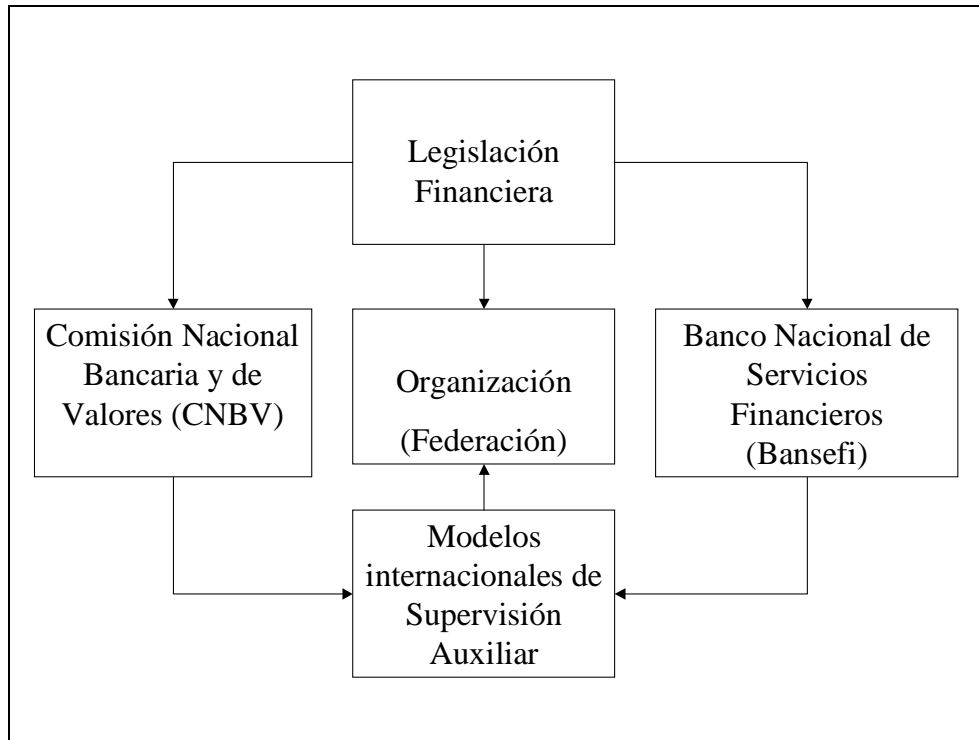 Legislación
Financiera
Comisión Nacional
Bancaria y de
Valores (CNBV)
Organización
(Federación)
Banco Nacional de
Servicios
Financieros
(Bansefi)
Modelos
internacionales de
Supervisión
Auxiliar